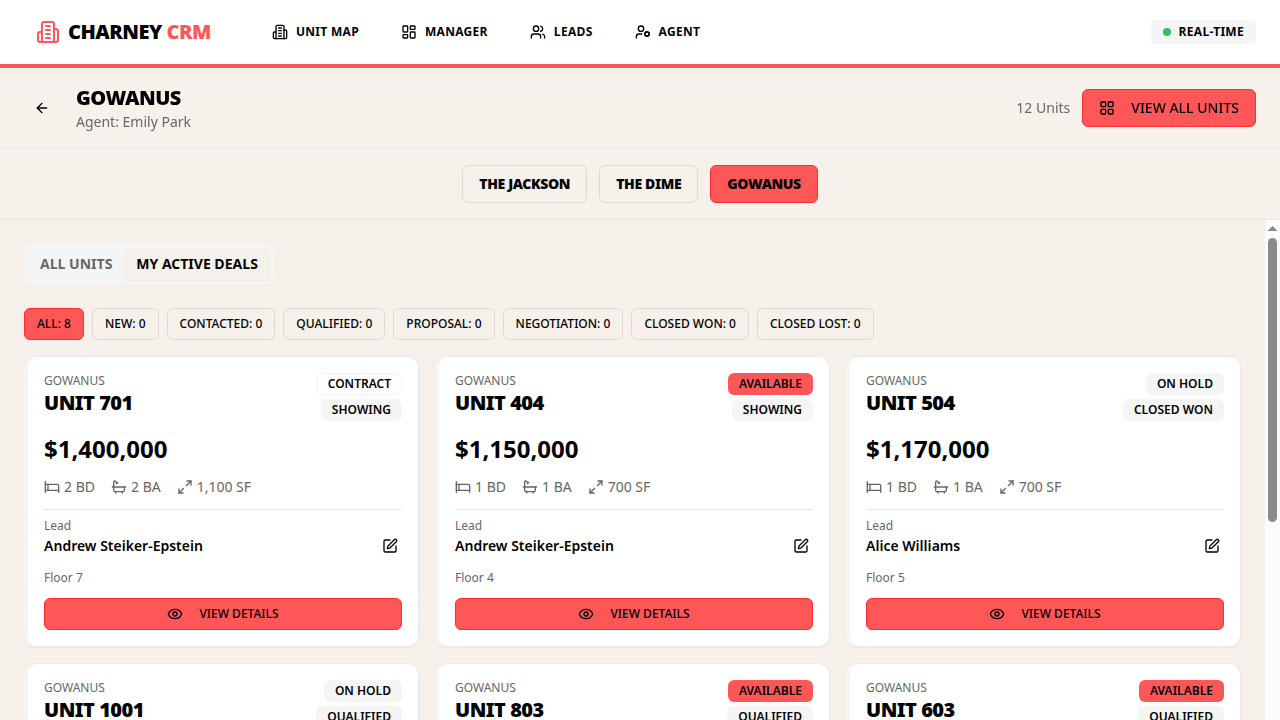 CHARNEY CRM
UNIT MAP
MANAGER
LEADS
AGENT
REAL-TIME
GOWANUS
Agent: Emily Park
12 Units
VIEW ALL UNITS
THE JACKSON
THE DIME
GOWANUS
ALL UNITS
MY ACTIVE DEALS
ALL: 8
NEW: 0
CONTACTED: 0
QUALIFIED: 0
PROPOSAL: 0
NEGOTIATION: 0
CLOSED WON: 0
CLOSED LOST: 0
GOWANUS
UNIT 701
CONTRACT
SHOWING
$1,400,000
2 BD
2 BA
1,100 SF
Lead
Andrew Steiker-Epstein
Floor 7
VIEW DETAILS
GOWANUS
UNIT 404
AVAILABLE
SHOWING
$1,150,000
1 BD
1 BA
700 SF
Lead
Andrew Steiker-Epstein
Floor 4
VIEW DETAILS
GOWANUS
UNIT 504
ON HOLD
CLOSED WON
$1,170,000
1 BD
1 BA
700 SF
Lead
Alice Williams
Floor 5
VIEW DETAILS
GOWANUS
UNIT 1001
ON HOLD
QUALIFIED
GOWANUS
UNIT 803
AVAILABLE
QUALIFIED
GOWANUS
UNIT 603
AVAILABLE
QUALIFIED